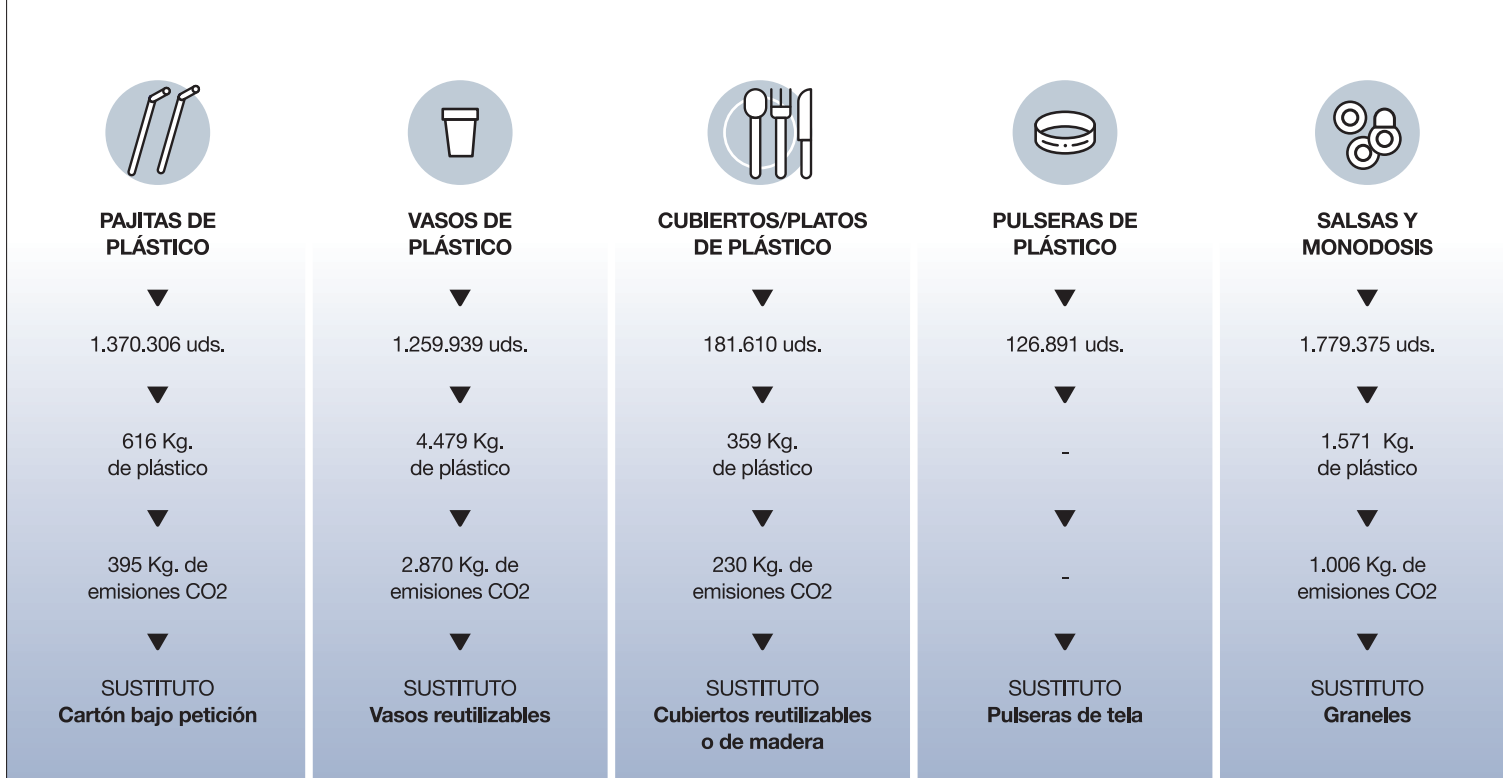 PAJITAS DE
PLÁSTICO
1.370.306 uds.
616 Kg.
de plástico
395 Kg. de
emisiones CO2
SUSTITUTO
Cartón bajo petición
VASOS DE
PLÁSTICO
1.259.939 uds.
4.479 Kg.
de plástico
2.870 Kg. de
emisiones CO2
SUSTITUTO
Vasos reutilizables
CUBIERTOS/PLATOS
DE PLÁSTICO
181.610 uds.
359 Kg.
de plástico
230 Kg. de
emisiones CO2
SUSTITUTO
Cubiertos reutilizables
o de madera
PULSERAS DE
PLÁSTICO
126.891 uds.
-
-
SUSTITUTO
Pulseras de tela
SALSAS Y
MONODOSIS
1.779.375 uds.
1.571 Kg.
de plástico
1.006 Kg. de
emisiones CO2
SUSTITUTO
Graneles